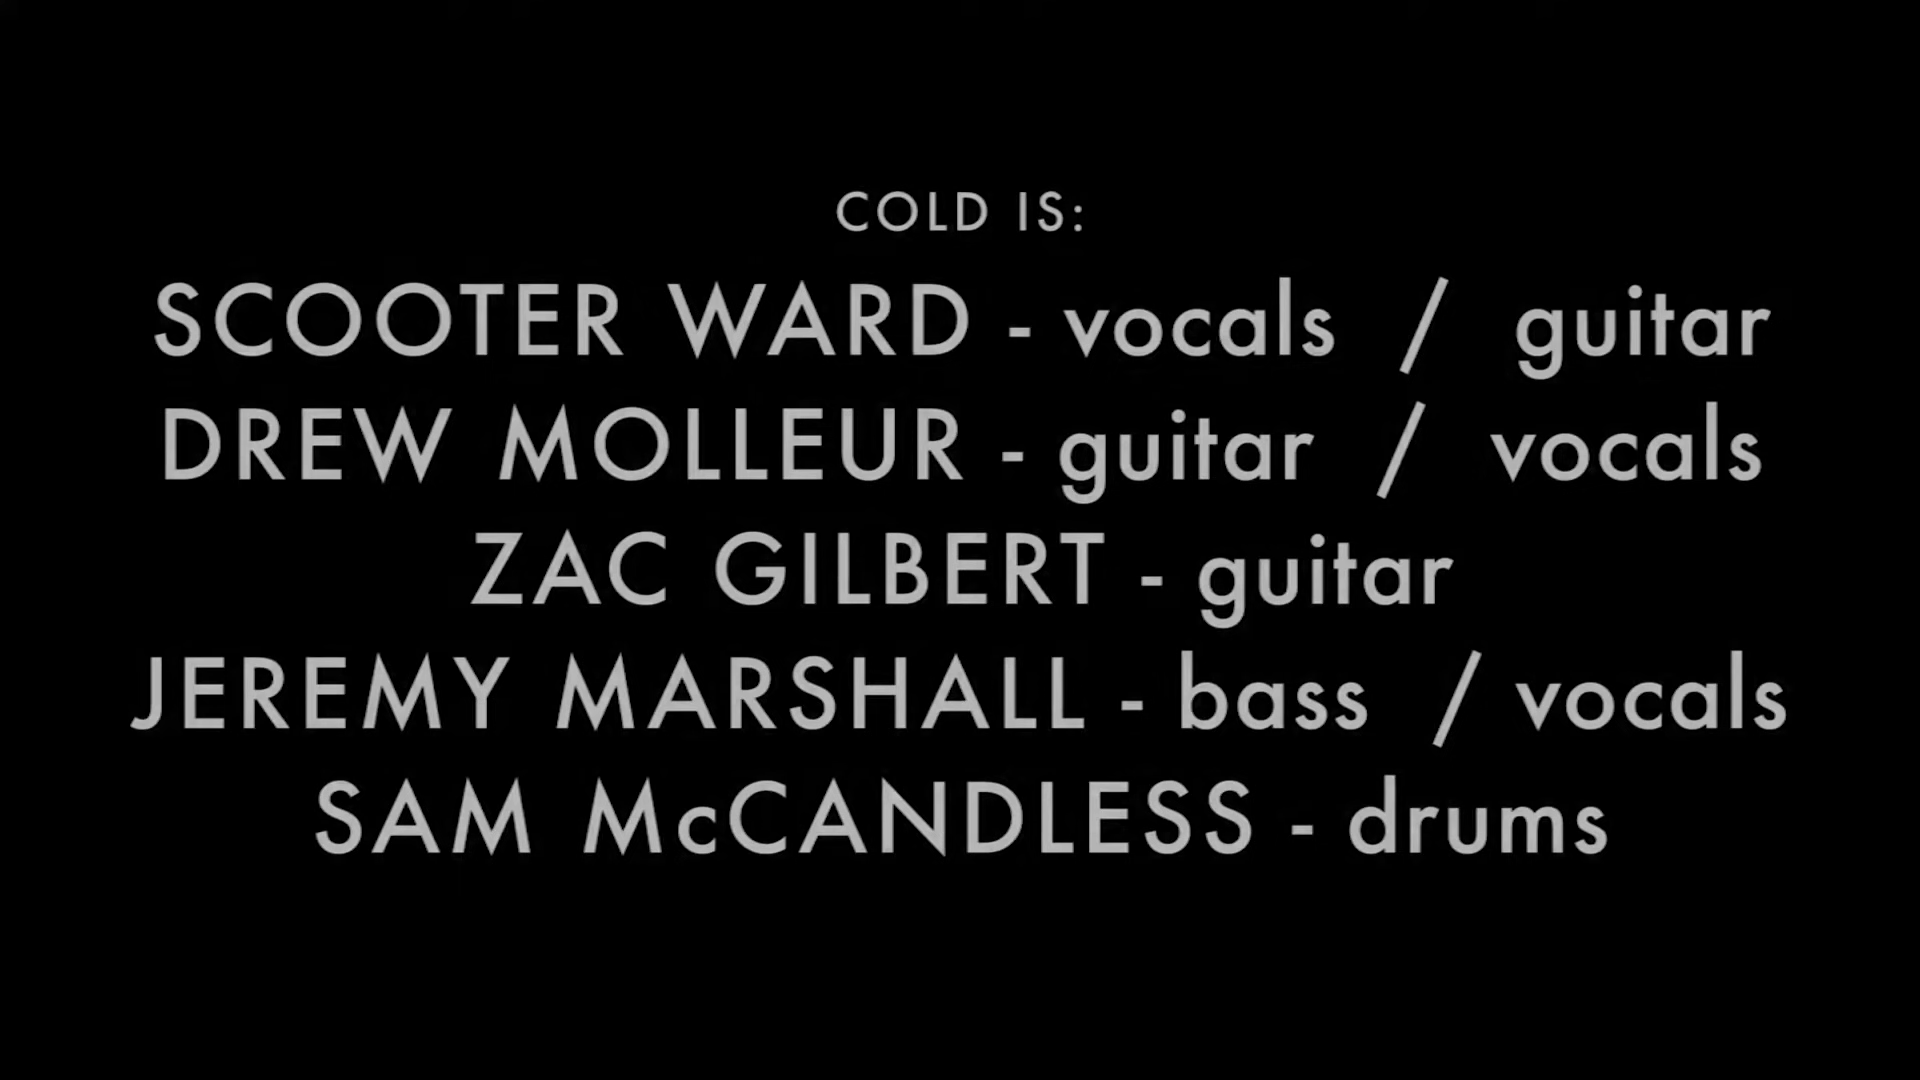 COLD IS:
SCOOTER WARD - vocals / guitar
DREW MOLLEUR - guitar / vocals
ZAC GILBERT - guitar
JEREMY MARSHALL - bass / vocals
SAM McCANDLESS - drums